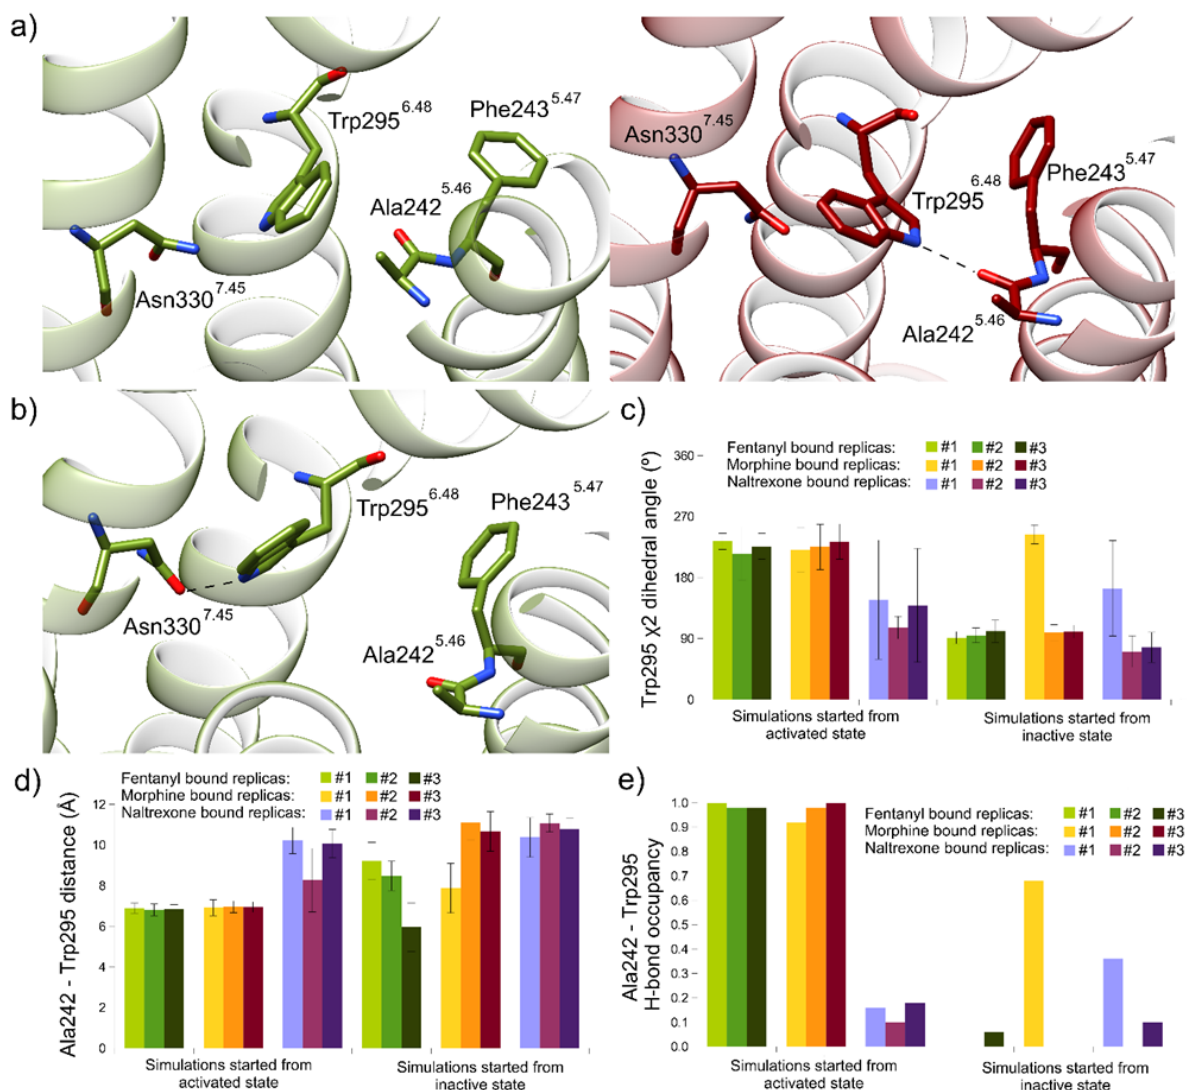 a)
Trp295 6.48
Phe243 5.47
Ala242 5.46
Asn330 7.45
Asn330 7.45
Trp295 6.48
Phe243 5.47
Ala242 5.46
b)
Trp295 6.48
Phe243 5.47
Asn330 7.45
Ala242 5.46
c)
Fentanyl bound replicas: #1 #2 #3
Morphine bound replicas: #1 #2 #3
Naltrexone bound replicas: #1 #2 #3
Trp295 χ2 dihedral angle (º)
360
270
180
90
0
Simulations started from
activated state
Simulations started from
inactive state
d)
Fentanyl bound replicas: #1 #2 #3
Morphine bound replicas: #1 #2 #3
Naltrexone bound replicas: #1 #2 #3
Ala242 - Trp295 distance (Å)
12
10
8
6
4
2
0
Simulations started from
activated state
Simulations started from
inactive state
e)
Fentanyl bound replicas: #1 #2 #3
Morphine bound replicas: #1 #2 #3
Naltrexone bound replicas: #1 #2 #3
Ala242 - Trp295
H-bond occupancy
1.0
0.9
0.8
0.7
0.6
0.5
0.4
0.3
0.2
0.1
0.0
Simulations started from
activated state
Simulations started from
inactive state